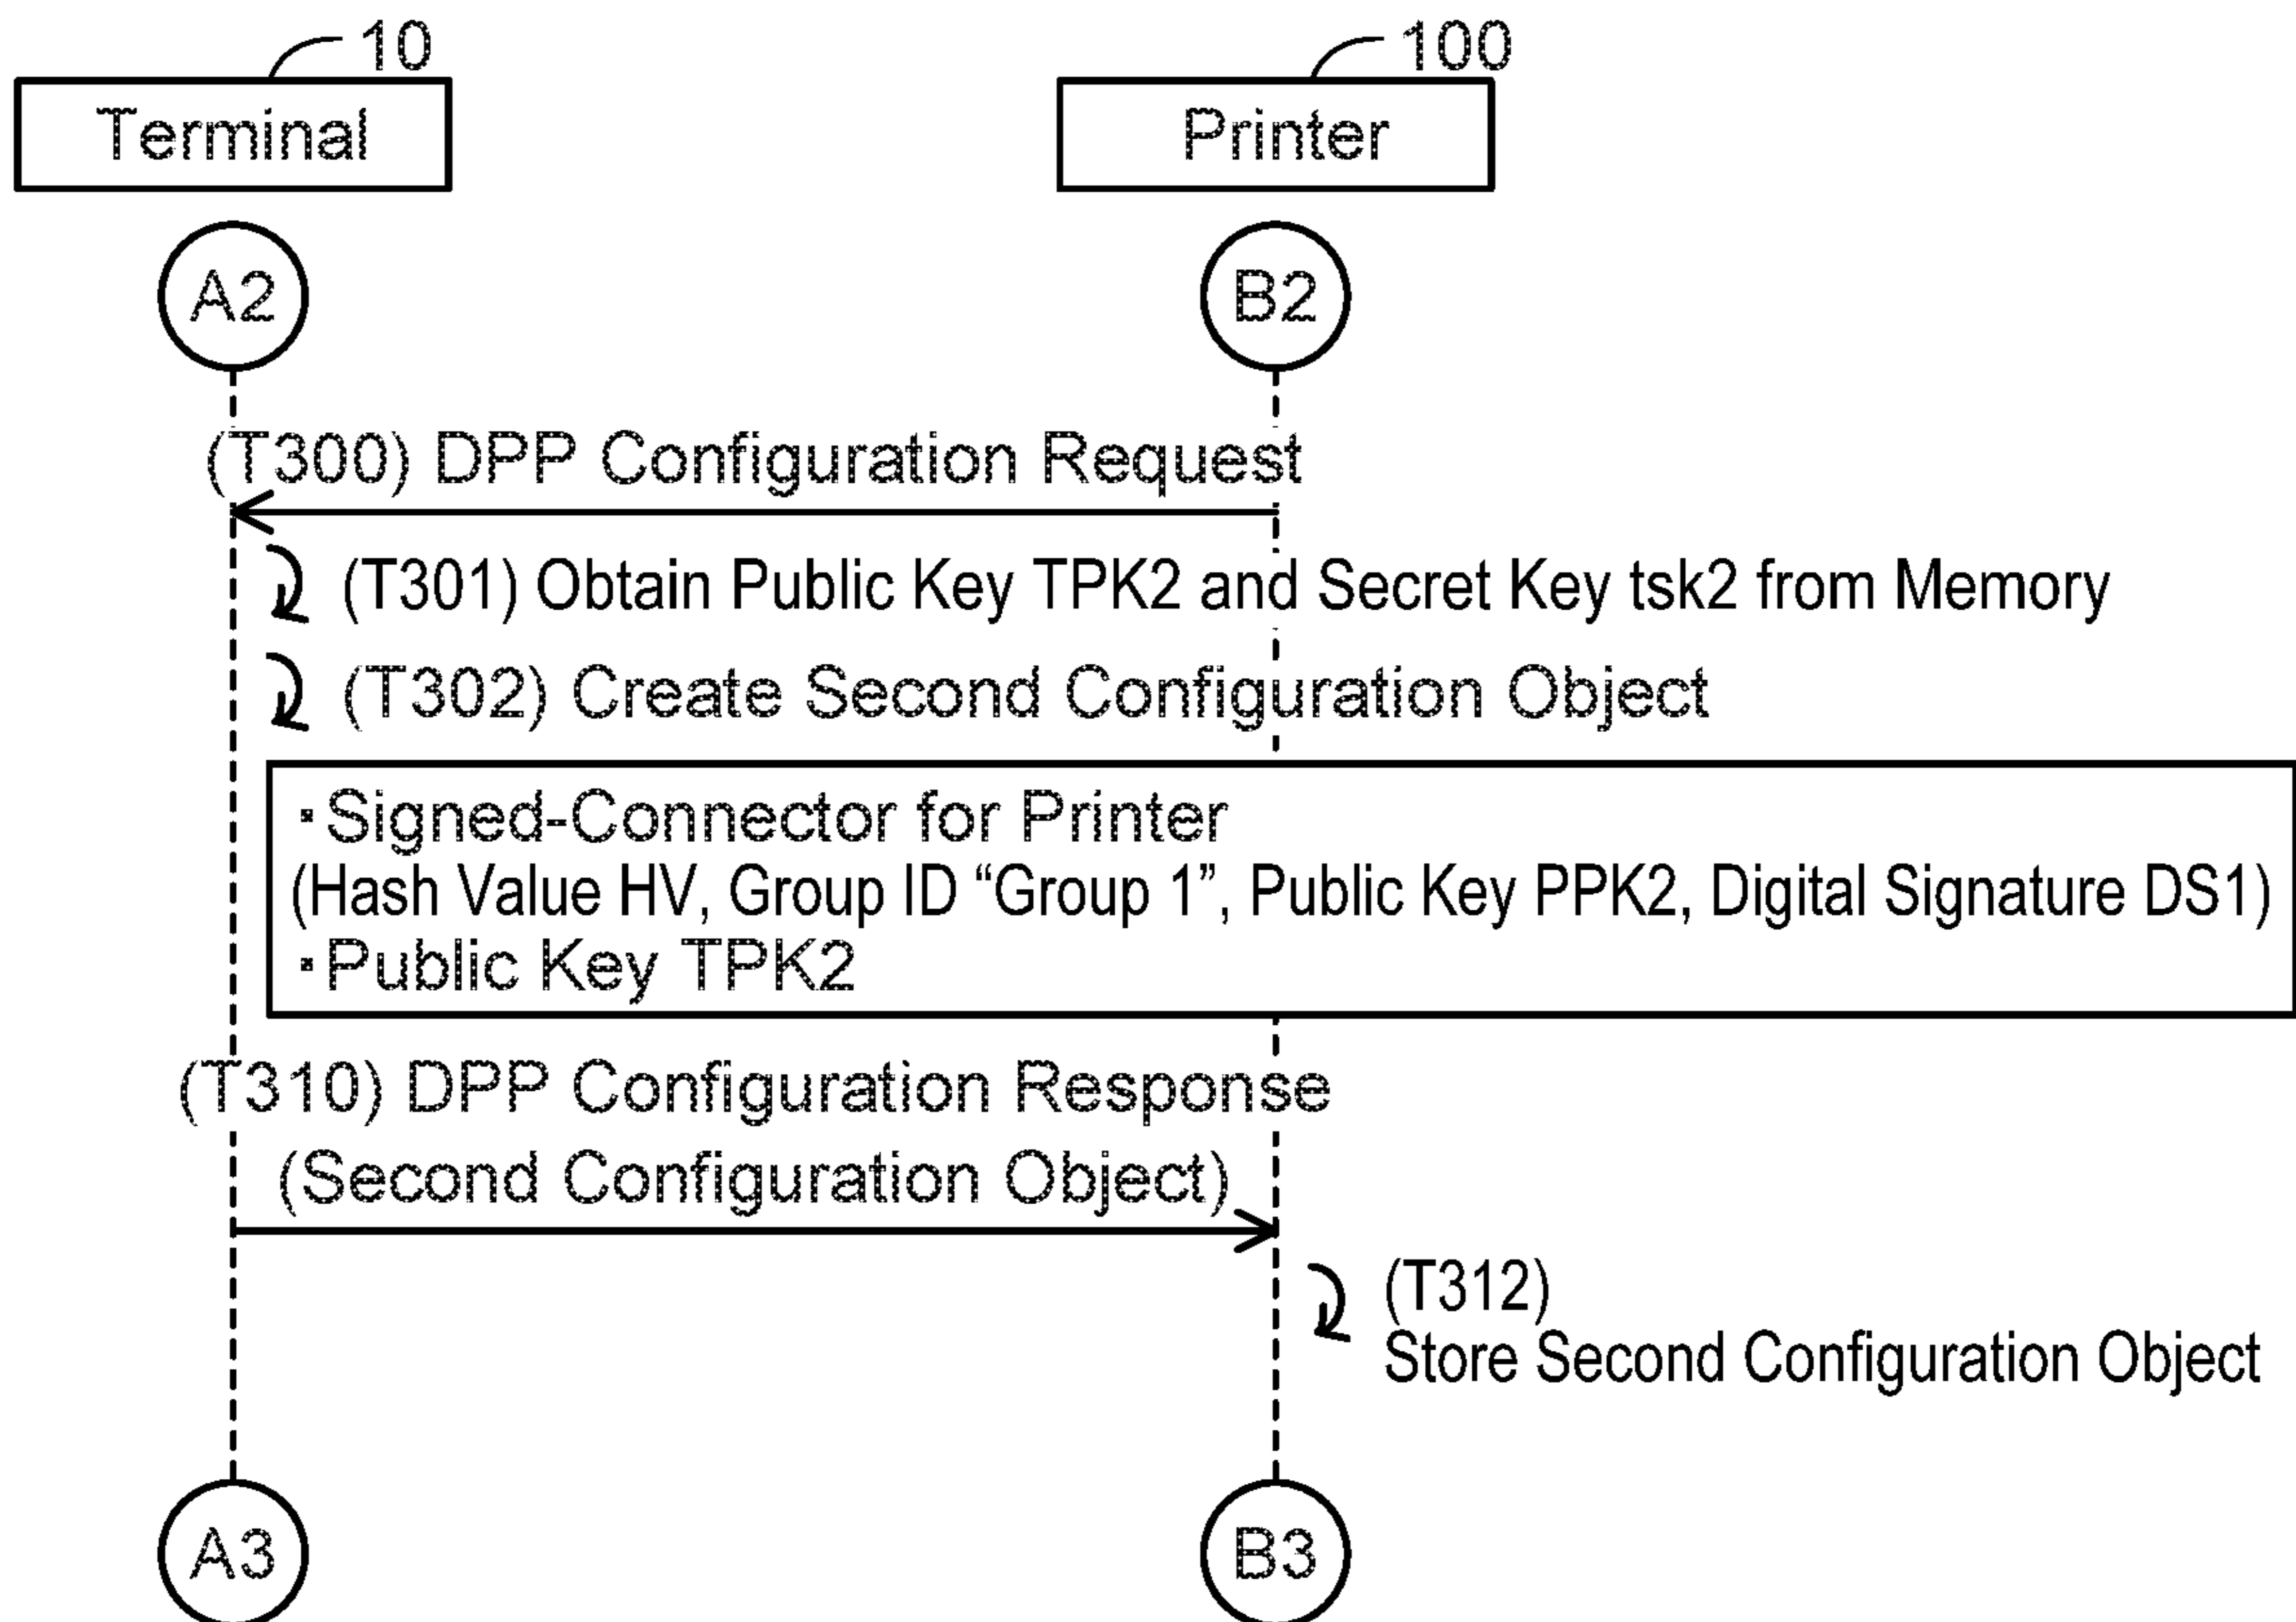 10
100
Terminal
Printer
A2
B2
(T300) DPP Configuration Request
(T301) Obtain Public Key TPK2 and Secret Key tsk2 from Memory
(T302) Create Second Configuration Object
・Signed-Connector for Printer
(Hash Value HV, Group ID “Group 1”, Public Key PPK2, Digital Signature DS1)
・Public Key TPK2
(T310) DPP Configuration Response
(Second Configuration Object)
(T312)
Store Second Configuration Object
A3
B3